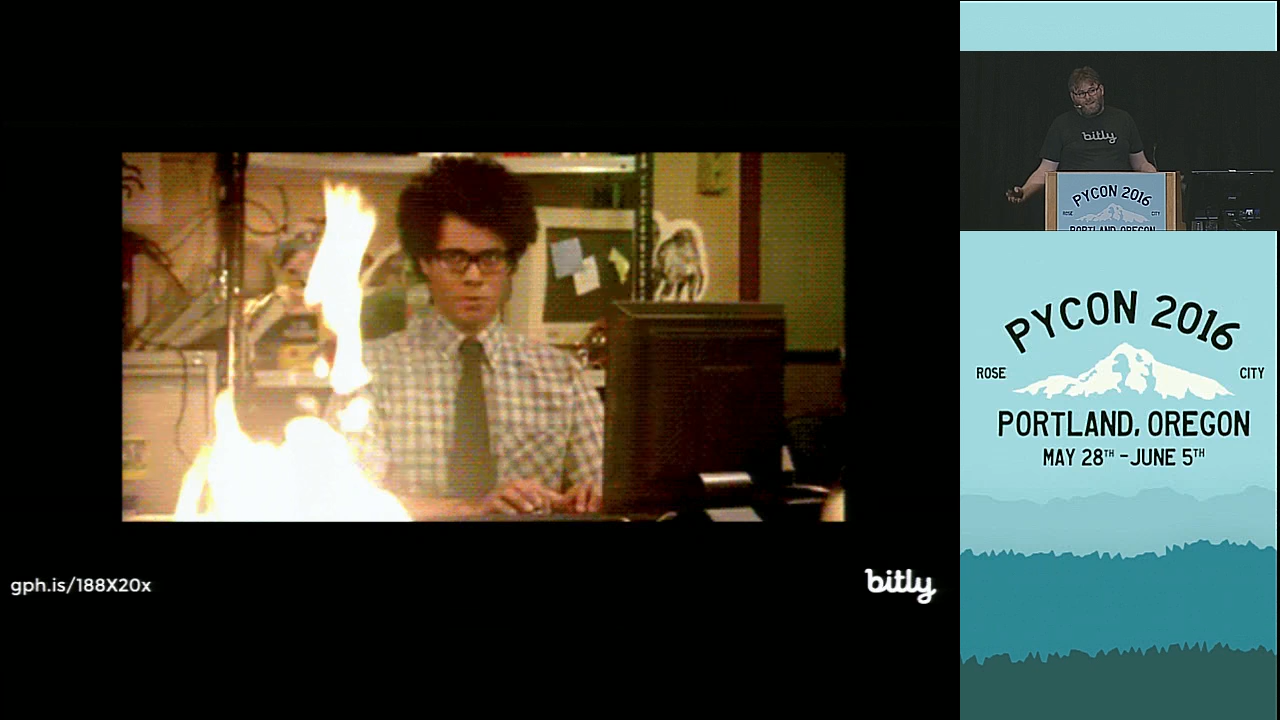 gph.is/188X20x
bitly
bitly
PYCON 2016
ROSE CITY
PORTLAND, OREGON
PYCON 2016
ROSE CITY
PORTLAND, OREGON
MAY 28TH - JUNE 5TH